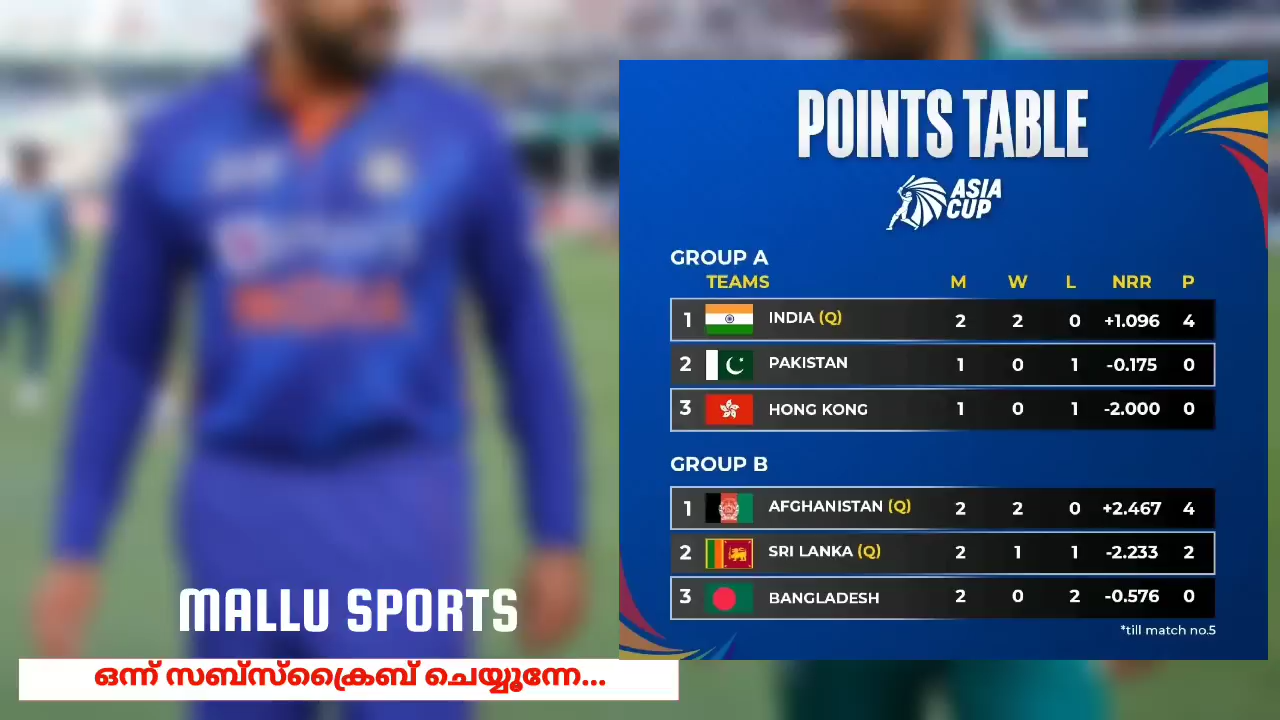 POINTS TABLE
ASIA
CUP
GROUP A
TEAMS M W L NRR P
1 INDIA (Q) 2 2 0 +1.096 4
2 PAKISTAN 1 0 1 -0.175 0
3 HONG KONG 1 0 1 -2.000 0
GROUP B
1 AFGHANISTAN (Q) 2 2 0 +2.467 4
2 SRI LANKA (Q) 2 1 1 -2.233 2
3 BANGLADESH 2 0 2 -0.576 0
*till match no.5
MALLU SPORTS
ഒന്ന് സബ്സ്ക്രൈബ് ചെയ്യൂന്നേ...